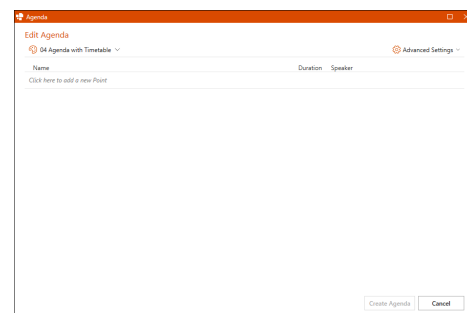 Agenda
Edit Agenda
04 Agenda with Timetable
Advanced Settings
Name Duration Speaker
Click here to add a new Point
Create Agenda Cancel